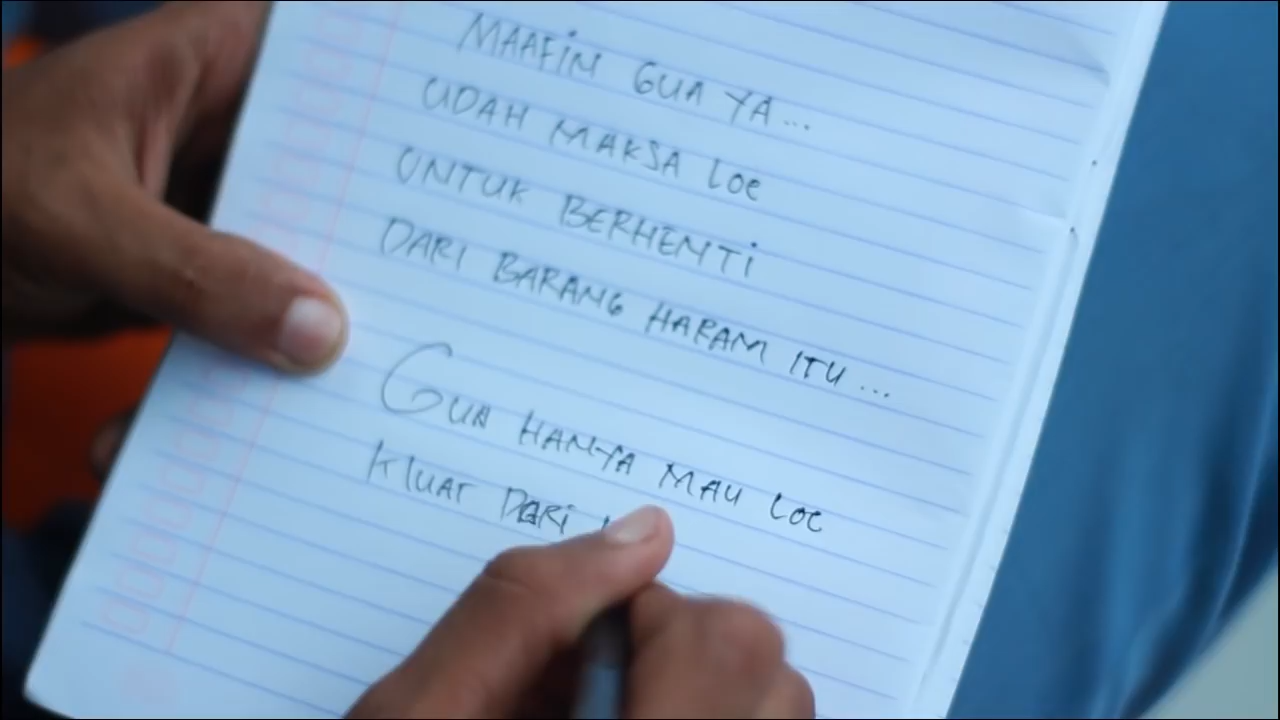 MAAFIN GUA YA...
UDAH MAKSA LOE
UNTUK BERHENTI
DARI BARANG HARAM ITU...
GUA HANYA MAU LOE
KLUAR DARI